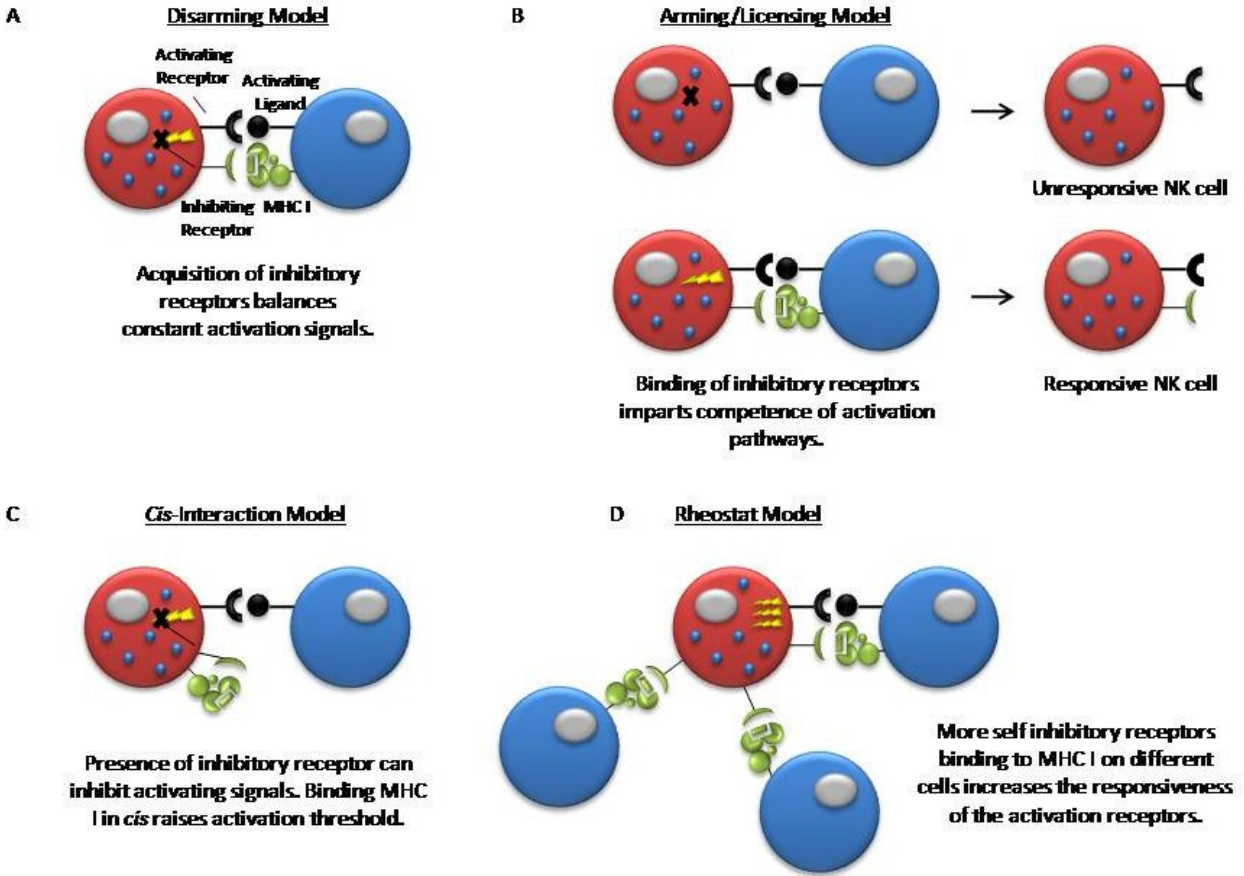 A
Disarming Model
Activating
Receptor
Activating
Ligand
Inhibiting MHC I
Receptor
Acquisition of inhibitory
receptors balances
constant activation signals.
B
Arming/Licensing Model
Unresponsive NK cell
Responsive NK cell
Binding of inhibitory receptors
imparts competence of activation
pathways.
C
Cis-Interaction Model
Presence of inhibitory receptor can
inhibit activating signals. Binding MHC
I in cis raises activation threshold.
D
Rheostat Model
More self inhibitory receptors
binding to MHC I on different
cells increases the responsiveness
of the activation receptors.